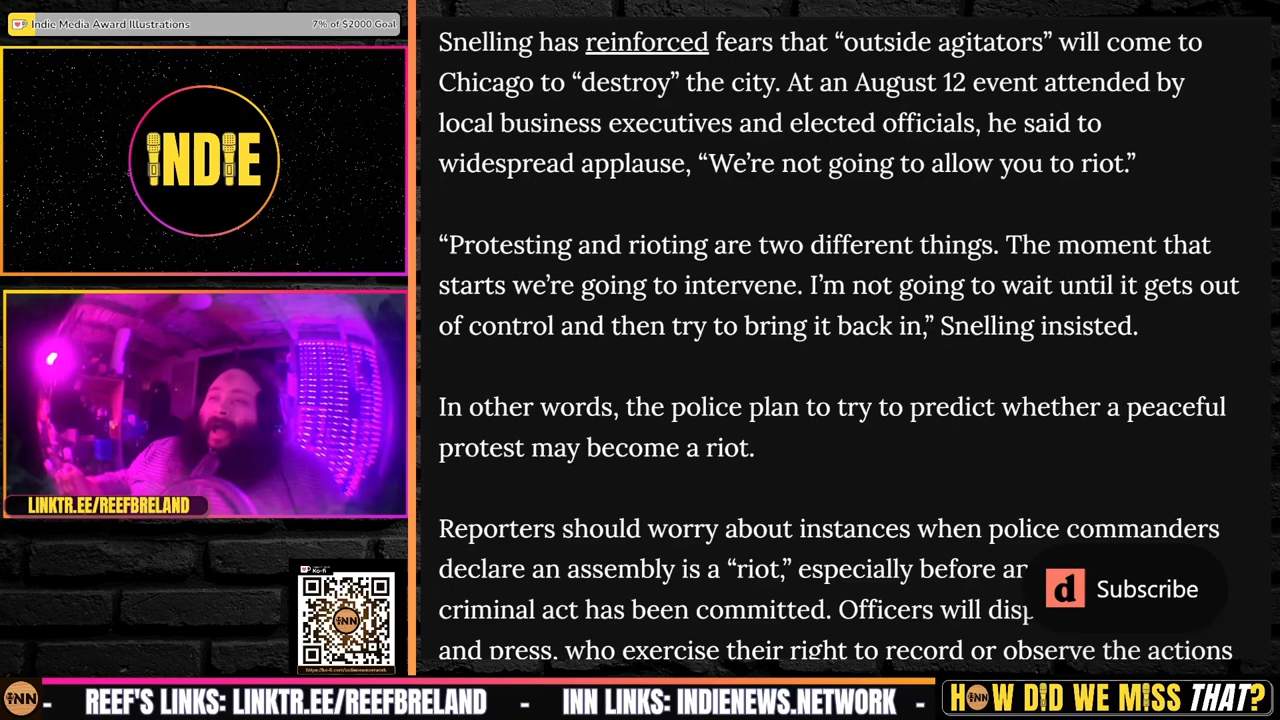 Indie Media Award Illustrations
7% of $2000 Goal
INDIE
LINKTR.EE/REEFBRELAND
Snelling has reinforced fears that “outside agitators” will come to
Chicago to “destroy” the city. At an August 12 event attended by
local business executives and elected officials, he said to
widespread applause, “We’re not going to allow you to riot.”
“Protesting and rioting are two different things. The moment that
starts we’re going to intervene. I’m not going to wait until it gets out
of control and then try to bring it back in,” Snelling insisted.
In other words, the police plan to try to predict whether a peaceful
protest may become a riot.
Reporters should worry about instances when police commanders
declare an assembly is a “riot,” especially before
criminal act has been committed. Officers will
and press, who exercise their right to record or observe the actions
d Subscribe
Ko-fi
INN
INN - REEF'S LINKS: LINKTR.EE/REEFBRELAND - INN LINKS: INDIENEWS.NETWORK -
HOW DID WE MISS THAT?